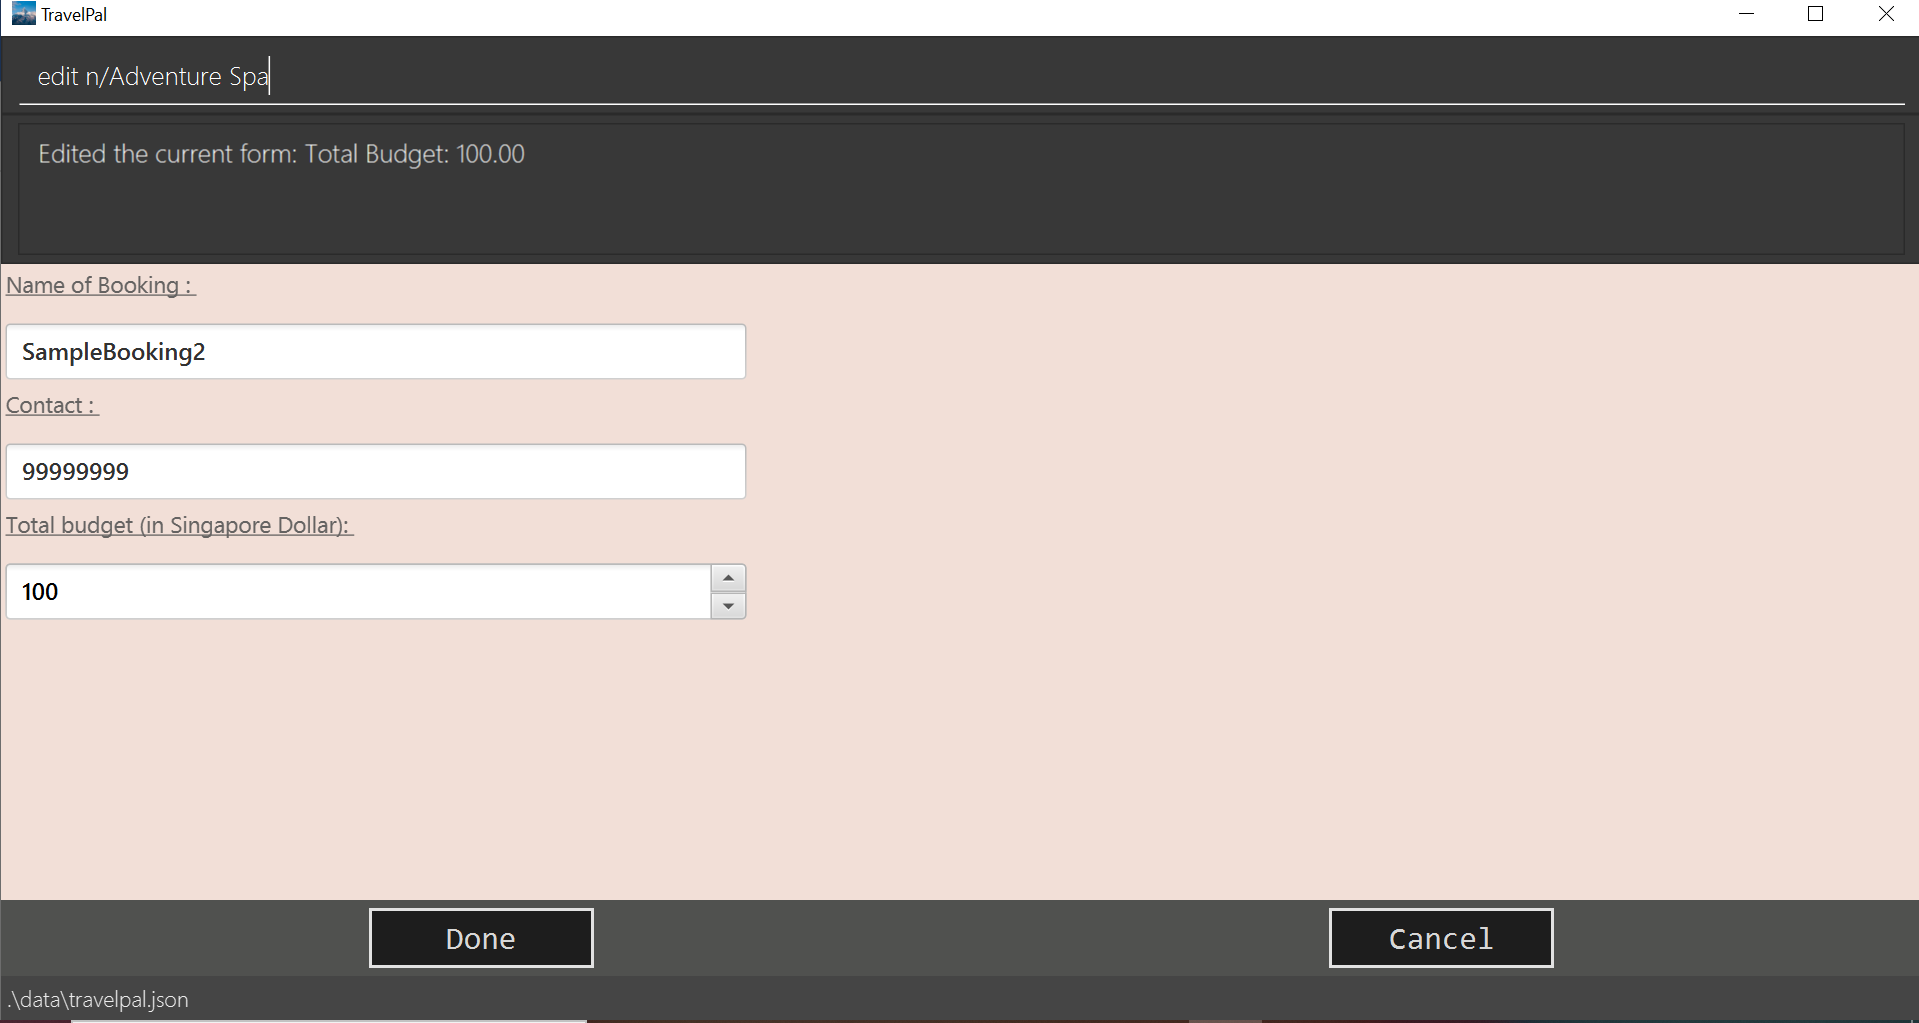 TravelPal
edit n/Adventure Spa
Edited the current form: Total Budget: 100.00
Name of Booking :
SampleBooking2
Contact :
99999999
Total budget (in Singapore Dollar):
100
Done
Cancel
.\data\travelpal.json